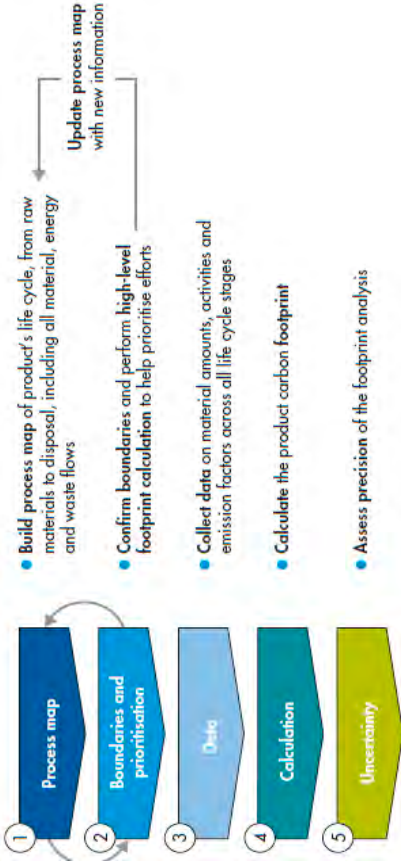 1
Process map
● Build process map of product's life cycle, from raw
materials to disposal, including all material, energy
and waste flows
Update process map
with new information
2
Boundaries and
prioritisation
● Confirm boundaries and perform high-level
footprint calculation to help prioritise efforts
3
Data
● Collect data on material amounts, activities and
emission factors across all life cycle stages
4
Calculation
● Calculate the product carbon footprint
5
Uncertainty
● Assess precision of the footprint analysis